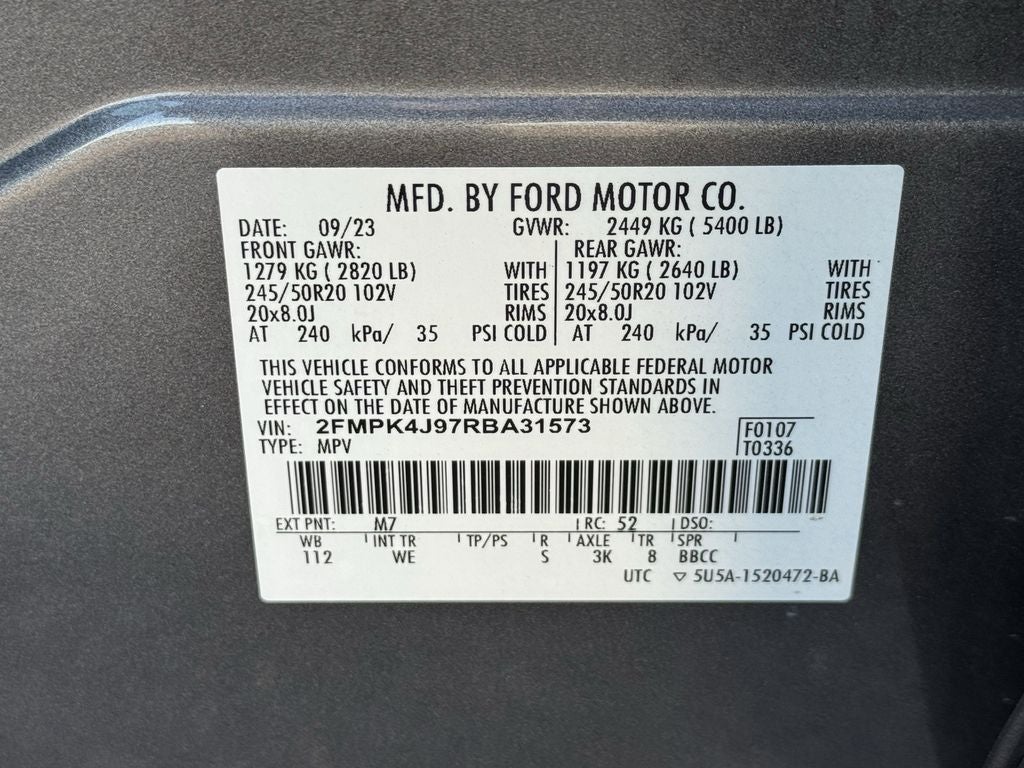 MFD. BY FORD MOTOR CO.
DATE: 09/23 GVWR: 2449 KG ( 5400 LB)
FRONT GAWR: REAR GAWR:
1279 KG ( 2820 LB) WITH 1197 KG ( 2640 LB) WITH
245/50R20 102V TIRES 245/50R20 102V TIRES
20x8.0J RIMS 20x8.0J RIMS
AT 240 kPa/ 35 PSI COLD AT 240 kPa/ 35 PSI COLD
THIS VEHICLE CONFORMS TO ALL APPLICABLE FEDERAL MOTOR
VEHICLE SAFETY AND THEFT PREVENTION STANDARDS IN
EFFECT ON THE DATE OF MANUFACTURE SHOWN ABOVE.
VIN: 2FMPK4J97RBA31573 F0107
TYPE: MPV T0336
EXT PNT: M7 RC: 52 DSO:
WB INT TR TP/PS R AXLE TR SPR
112 WE S 3K 8 BBCC
UTC ▽ 5U5A-1520472-BA